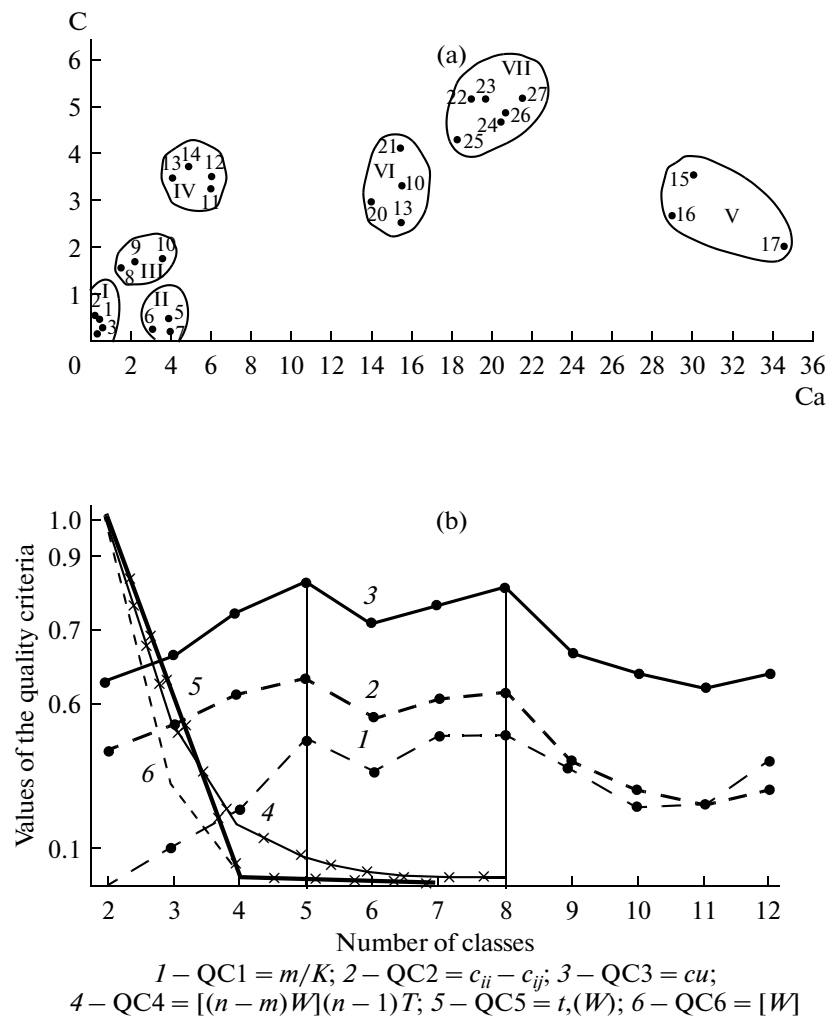 C
(a)
6
5
4
3
2
1
VII
22 23 27
24 26
25
13 14 12
IV
11
21
VI 10
20 13
15
16 V
17
9 10
8 III
I
2 1
3
II
6 5
7
0 2 4 6 8 10 12 14 16 18 20 22 24 26 28 30 32 34 36
Ca
(b)
Values of the quality criteria
1.0
0.9
0.7
0.6
0.1
3
5
2
1
6
4
2 3 4 5 6 7 8 9 10 11 12
Number of classes
1 – QC1 = m/K; 2 – QC2 = cᵢᵢ – cᵢⱼ; 3 – QC3 = cu;
4 – QC4 = [(n – m)W](n – 1)T; 5 – QC5 = t,(W); 6 – QC6 = [W]